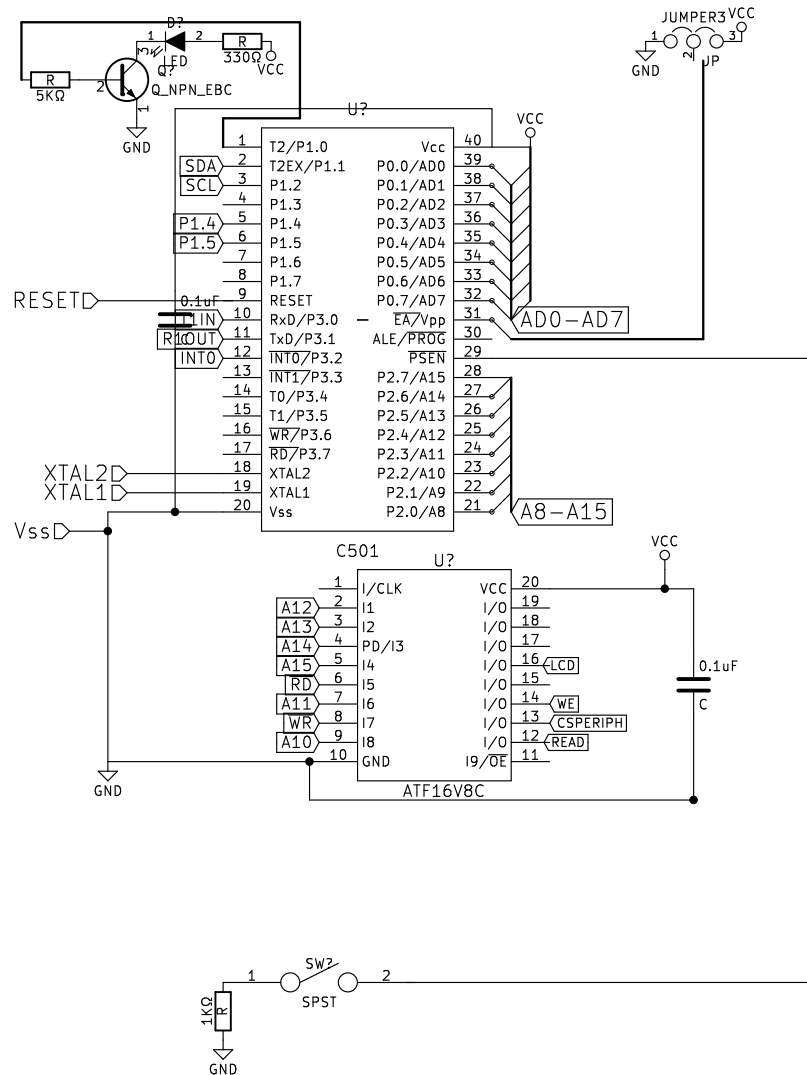 D?
1
2
R
330Ω
VCC
LED
3
Q?
R
5KΩ
2
Q_NPN_EBC
1
GND
JUMPER3
VCC
1
3
GND
2
JP
U?
VCC
1 T2/P1.0 Vcc 40
SDA 2 T2EX/P1.1 P0.0/AD0 39
SCL 3 P1.2 P0.1/AD1 38
4 P1.3 P0.2/AD2 37
P1.4 5 P1.4 P0.3/AD3 36
P1.5 6 P1.5 P0.4/AD4 35
7 P1.6 P0.5/AD5 34
8 P1.7 P0.6/AD6 33
RESET 0.1uF 9 RESET P0.7/AD7 32
10 RxD/P3.0 EA/Vpp 31 AD0-AD7
11 TxD/P3.1 ALE/PROG 30
INT0 12 INT0/P3.2 PSEN 29
13 INT1/P3.3 P2.7/A15 28
14 T0/P3.4 P2.6/A14 27
15 T1/P3.5 P2.5/A13 26
16 WR/P3.6 P2.4/A12 25
17 RD/P3.7 P2.3/A11 24
XTAL2 18 XTAL2 P2.2/A10 23
XTAL1 19 XTAL1 P2.1/A9 22
20 Vss P2.0/A8 21 A8-A15
Vss
C501
U?
VCC
1 I/CLK VCC 20
A12 2 I1 I/O 19
A13 3 I2 I/O 18
A14 4 PD/I3 I/O 17
A15 5 I4 I/O 16 LCD
RD 6 I5 I/O 15
A11 7 I6 I/O 14 WE
WR 8 I7 I/O 13 CSPERIPH
A10 9 I8 I/O 12 READ
10 GND I9/OE 11
0.1uF
C
GND
ATF16V8C
SW?
1
2
SPST
1KΩ
R
GND